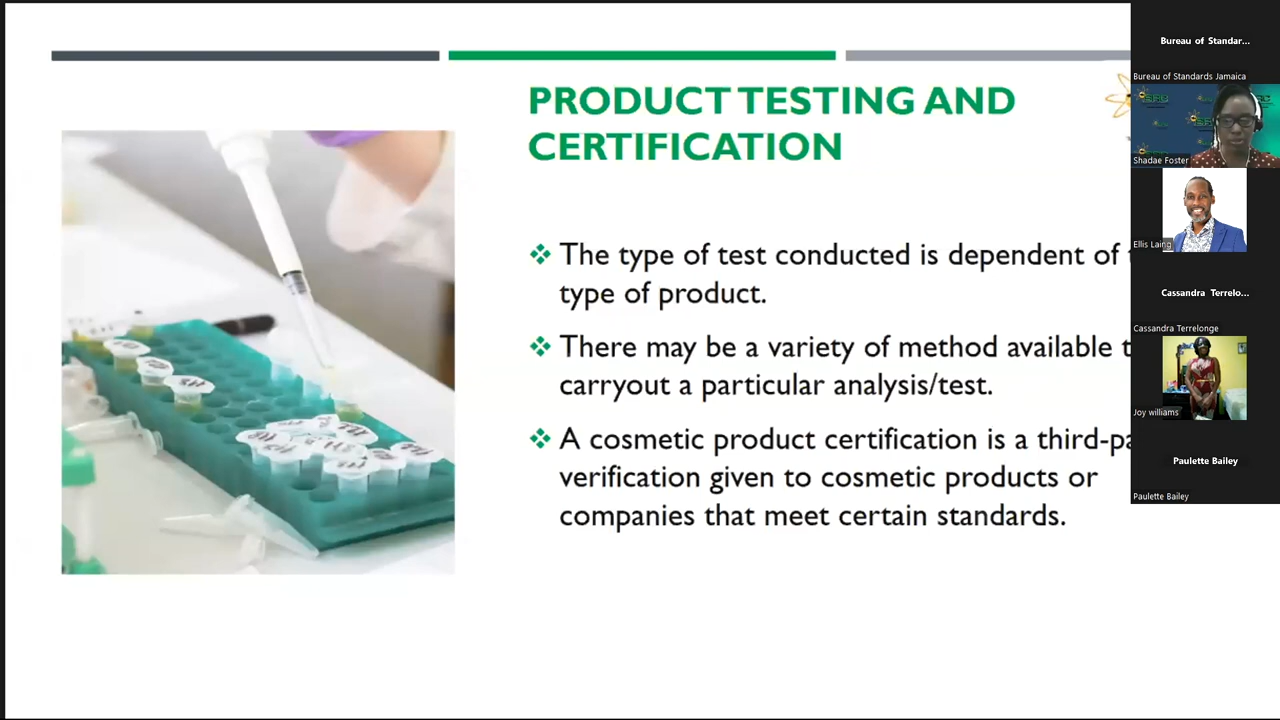 PRODUCT TESTING AND
CERTIFICATION
The type of test conducted is dependent of
type of product.
There may be a variety of method available
carryout a particular analysis/test.
A cosmetic product certification is a third-pa
verification given to cosmetic products or
companies that meet certain standards.
Bureau of Standar...
Bureau of Standards Jamaica
Shadae Foster
Ellis Laing
Cassandra Terrelo...
Cassandra Terrelonge
Joy williams
Paulette Bailey
Paulette Bailey